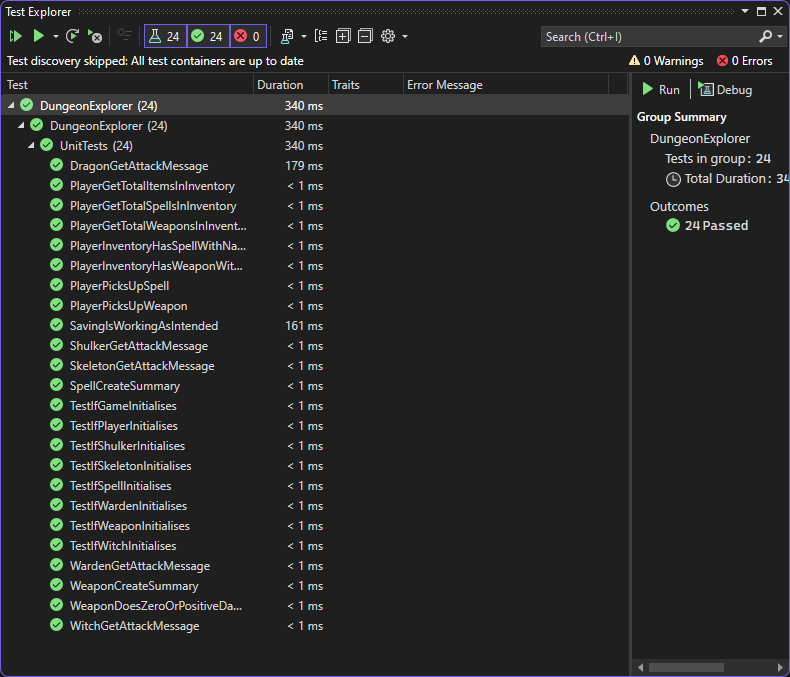 Test Explorer
24 24 0
Search (Ctrl+I)
Test discovery skipped: All test containers are up to date
0 Warnings 0 Errors
Test Duration Traits Error Message
DungeonExplorer (24) 340 ms
DungeonExplorer (24) 340 ms
UnitTests (24) 340 ms
DragonGetAttackMessage 179 ms
PlayerGetTotalItemsInInventory < 1 ms
PlayerGetTotalSpellsInInventory < 1 ms
PlayerGetTotalWeaponsInInvent... < 1 ms
PlayerInventoryHasSpellWithNa... < 1 ms
PlayerInventoryHasWeaponWit... < 1 ms
PlayerPicksUpSpell < 1 ms
PlayerPicksUpWeapon < 1 ms
SavingIsWorkingAsIntended 161 ms
ShulkerGetAttackMessage < 1 ms
SkeletonGetAttackMessage < 1 ms
SpellCreateSummary < 1 ms
TestIfGameInitialises < 1 ms
TestIfPlayerInitialises < 1 ms
TestIfShulkerInitialises < 1 ms
TestIfSkeletonInitialises < 1 ms
TestIfSpellInitialises < 1 ms
TestIfWardenInitialises < 1 ms
TestIfWeaponInitialises < 1 ms
TestIfWitchInitialises < 1 ms
WardenGetAttackMessage < 1 ms
WeaponCreateSummary < 1 ms
WeaponDoesZeroOrPositiveDa... < 1 ms
WitchGetAttackMessage < 1 ms
Run Debug
Group Summary
DungeonExplorer
Tests in group: 24
Total Duration: 34
Outcomes
24 Passed